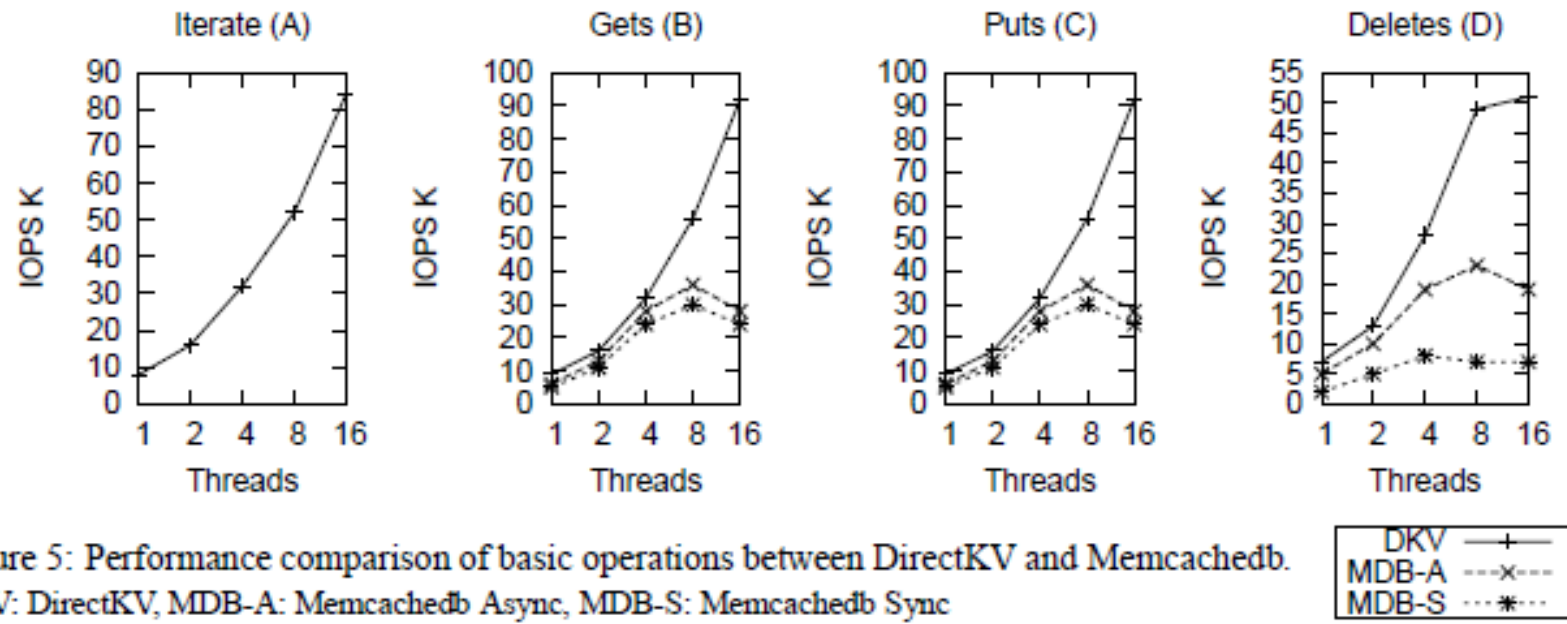 Iterate (A)
Gets (B)
Puts (C)
Deletes (D)
IOPS K
90
80
70
60
50
40
30
20
10
0
1 2 4 8 16
Threads
IOPS K
100
90
80
70
60
50
40
30
20
10
0
1 2 4 8 16
Threads
IOPS K
100
90
80
70
60
50
40
30
20
10
0
1 2 4 8 16
Threads
IOPS K
55
50
45
40
35
30
25
20
15
10
5
0
1 2 4 8 16
Threads
ure 5: Performance comparison of basic operations between DirectKV and Memcachedb.
V: DirectKV, MDB-A: Memcachedb Async, MDB-S: Memcachedb Sync
DKV
MDB-A
MDB-S